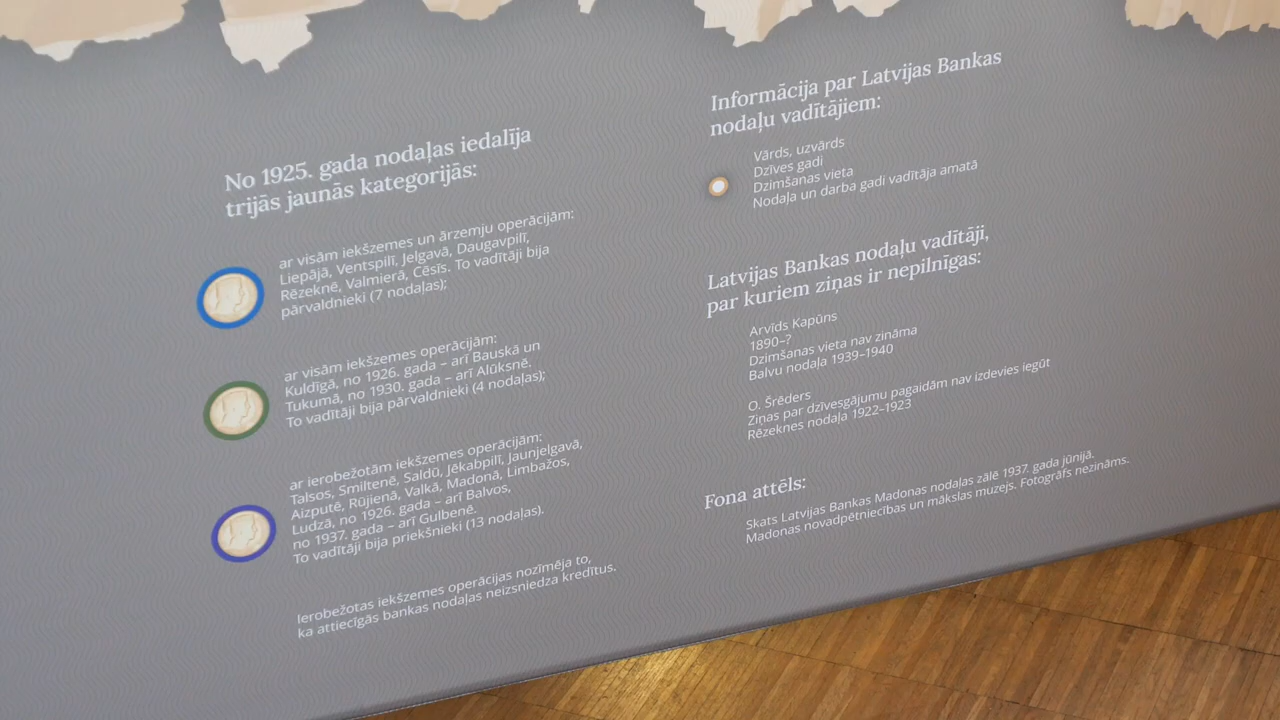 No 1925. gada nodaļas iedalīja
trijās jaunās kategorijās:
ar visām iekšzemes un ārzemju operācijām:
Liepājā, Ventspilī, Jelgavā, Daugavpilī,
Rēzeknē, Valmierā, Cēsīs. To vadītāji bija
pārvaldnieki (7 nodaļas);
ar visām iekšzemes operācijām:
Kuldīgā, no 1926. gada – arī Bauskā un
Tukumā, no 1930. gada – arī Alūksnē.
To vadītāji bija pārvaldnieki (4 nodaļas);
ar ierobežotām iekšzemes operācijām:
Talsos, Smiltenē, Saldū, Jēkabpilī, Jaunjelgavā,
Aizputē, Rūjienā, Valkā, Madonā, Limbažos,
Ludzā, no 1926. gada – arī Balvos,
no 1937. gada – arī Gulbenē.
To vadītāji bija priekšnieki (13 nodaļas).
Ierobežotas iekšzemes operācijas nozīmēja to,
ka attiecīgās bankas nodaļas neizsniedza kredītus.
Informācija par Latvijas Bankas
nodaļu vadītājiem:
Vārds, uzvārds
Dzīves gadi
Dzimšanas vieta
Nodaļa un darba gadi vadītāja amatā
Latvijas Bankas nodaļu vadītāji,
par kuriem ziņas ir nepilnīgas:
Arvīds Kapūns
1890–?
Dzimšanas vieta nav zināma
Balvu nodaļa 1939–1940
O. Šrēders
Ziņas par dzīvesgājumu pagaidām nav izdevies iegūt
Rēzeknes nodaļa 1922–1923
Fona attēls:
Skats Latvijas Bankas Madonas nodaļas zālē 1937. gada jūnijā.
Madonas novadpētniecības un mākslas muzejs. Fotogrāfs nezināms.